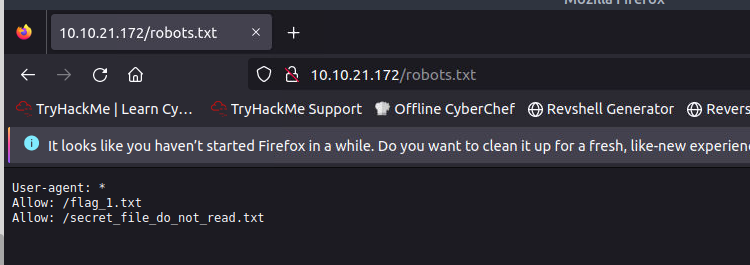 Mozilla Firefox
10.10.21.172/robots.txt
10.10.21.172/robots.txt
TryHackMe | Learn Cy… TryHackMe Support Offline CyberChef Revshell Generator Revers
It looks like you haven't started Firefox in a while. Do you want to clean it up for a fresh, like-new experien
User-agent: *
Allow: /flag_1.txt
Allow: /secret_file_do_not_read.txt